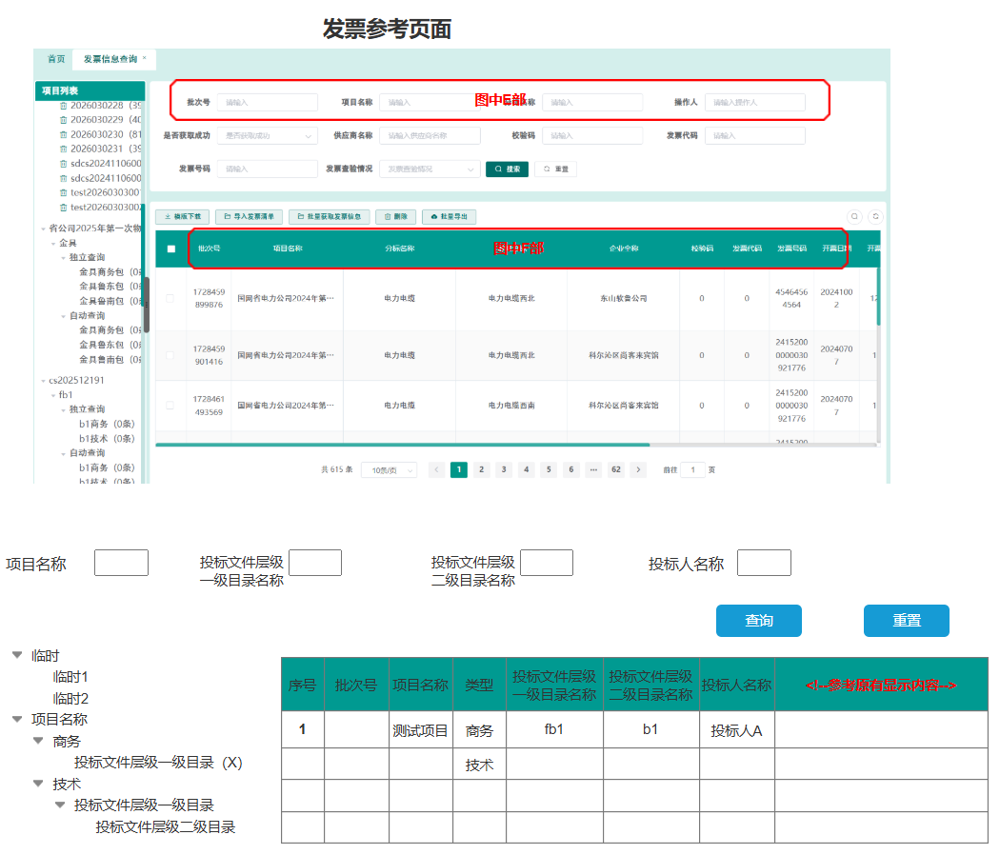 发票参考页面
首页 发票信息查询 ×
项目列表
2026030228（39
2026030229（40
2026030230（81
2026030231（39
sdcs2024110600
sdcs2024110600
test2026030300
test2026030300
省公司2025年第一次物
金具
独立查询
金具商务包（0条
金具鲁东包（0条
金具鲁南包（0条
自动查询
金具商务包（0条
金具鲁东包（0条
金具鲁南包（0条
cs202512191
fb1
独立查询
b1商务（0条）
b1技术（0条）
自动查询
b1商务（0条）
b1技术（0条）
批次号 请输入 项目名称 请输入 图中E部 名称 请输入 操作人 请输入操作人
是否获取成功 是否获取成功 供应商名称 请输入供应商名称 校验码 请输入 发票代码 请输入
发票号码 请输入 发票查验情况 发票查验情况 搜索 重置
模版下载 导入发票清单 批量获取发票信息 删除 批量导出
批次号 项目名称 分标名称 图中F部 企业全称 校验码 发票代码 发票号码 开票日期 开票
1728459899876 国网省电力公司2024年第一… 电力电缆 电力电缆西北 东山软鲁公司 0 0 45464564564 20241002 12
1728459901416 国网省电力公司2024年第一… 电力电缆 电力电缆西北 科尔沁区尚客来宾馆 0 0 24152000000030921776 20240707 1
1728461493569 国网省电力公司2024年第一… 电力电缆 电力电缆西南 科尔沁区尚客来宾馆 0 0 24152000000030921776 20240707 1
2415200
共 615 条 10条/页 1 2 3 4 5 6 ··· 62 前往 1 页
项目名称 投标文件层级一级目录名称 投标文件层级二级目录名称 投标人名称
查询 重置
临时
临时1
临时2
项目名称
商务
投标文件层级一级目录（X）
技术
投标文件层级一级目录
投标文件层级二级目录
序号 批次号 项目名称 类型 投标文件层级一级目录名称 投标文件层级二级目录名称 投标人名称 <!--参考原有显示内容-->
1 测试项目 商务 fb1 b1 投标人A
技术